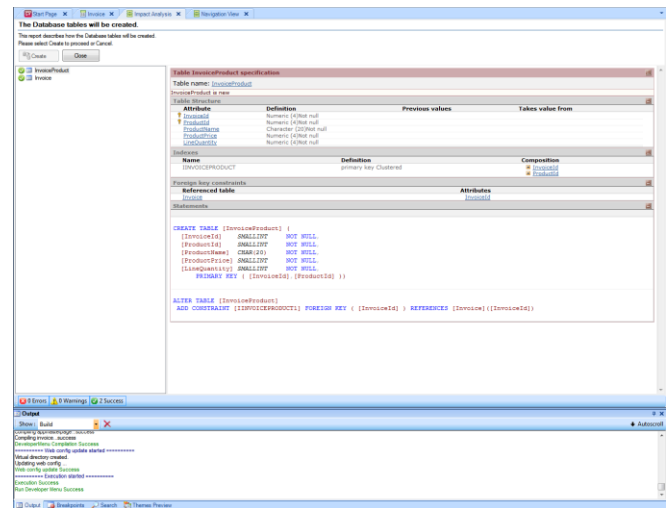 Start Page × Invoice × Impact Analysis × Navigation View ×
The Database tables will be created.
This report describes how the Database tables will be created.
Please select Create to proceed or Cancel.
Create Close
InvoiceProduct
Invoice
Table InvoiceProduct specification
Table name: InvoiceProduct
InvoiceProduct is new
Table Structure
Attribute Definition Previous values Takes value from
InvoiceId Numeric (4)Not null
ProductId Numeric (4)Not null
ProductName Character (20)Not null
ProductPrice Numeric (4)Not null
LineQuantity Numeric (4)Not null
Indexes
Name Definition Composition
IINVOICEPRODUCT primary key Clustered InvoiceId
ProductId
Foreign key constraints
Referenced table Attributes
Invoice InvoiceId
Statements
CREATE TABLE [InvoiceProduct] (
[InvoiceId] SMALLINT NOT NULL,
[ProductId] SMALLINT NOT NULL,
[ProductName] CHAR(20) NOT NULL,
[ProductPrice] SMALLINT NOT NULL,
[LineQuantity] SMALLINT NOT NULL,
PRIMARY KEY ( [InvoiceId],[ProductId] ))
ALTER TABLE [InvoiceProduct]
ADD CONSTRAINT [IINVOICEPRODUCT1] FOREIGN KEY ( [InvoiceId] ) REFERENCES [Invoice]([InvoiceId])
0 Errors 0 Warnings 2 Success
Output
Show: Build Autoscroll
Compiling invoice...success
DeveloperMenu Compilation Success
========== Web config update started ==========
Virtual directory created.
Updating web config ...
Web config update Success
========== Execution started ==========
Execution Success
Run Developer Menu Success
Output Breakpoints Search Themes Preview